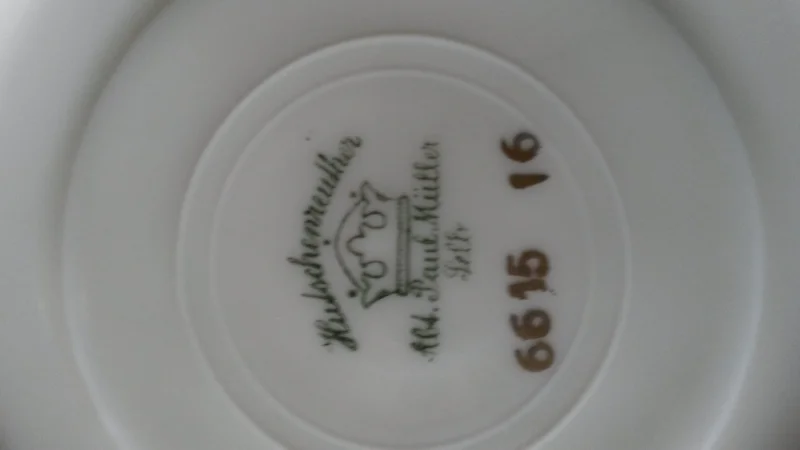 Hutschenreuther
Abt. Paul Müller
Selb
6615 16